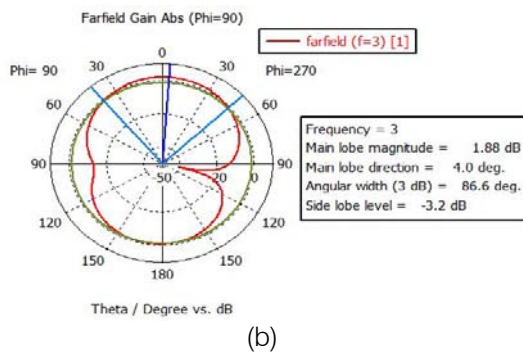 Farfield Gain Abs (Phi=90)
farfield (f=3) [1]
0
Phi= 90 30 30 Phi=270
60 60
90 -50 -20 0 90
120 120
150 150
180
Frequency = 3
Main lobe magnitude = 1.88 dB
Main lobe direction = 4.0 deg.
Angular width (3 dB) = 86.6 deg.
Side lobe level = -3.2 dB
Theta / Degree vs. dB
(b)